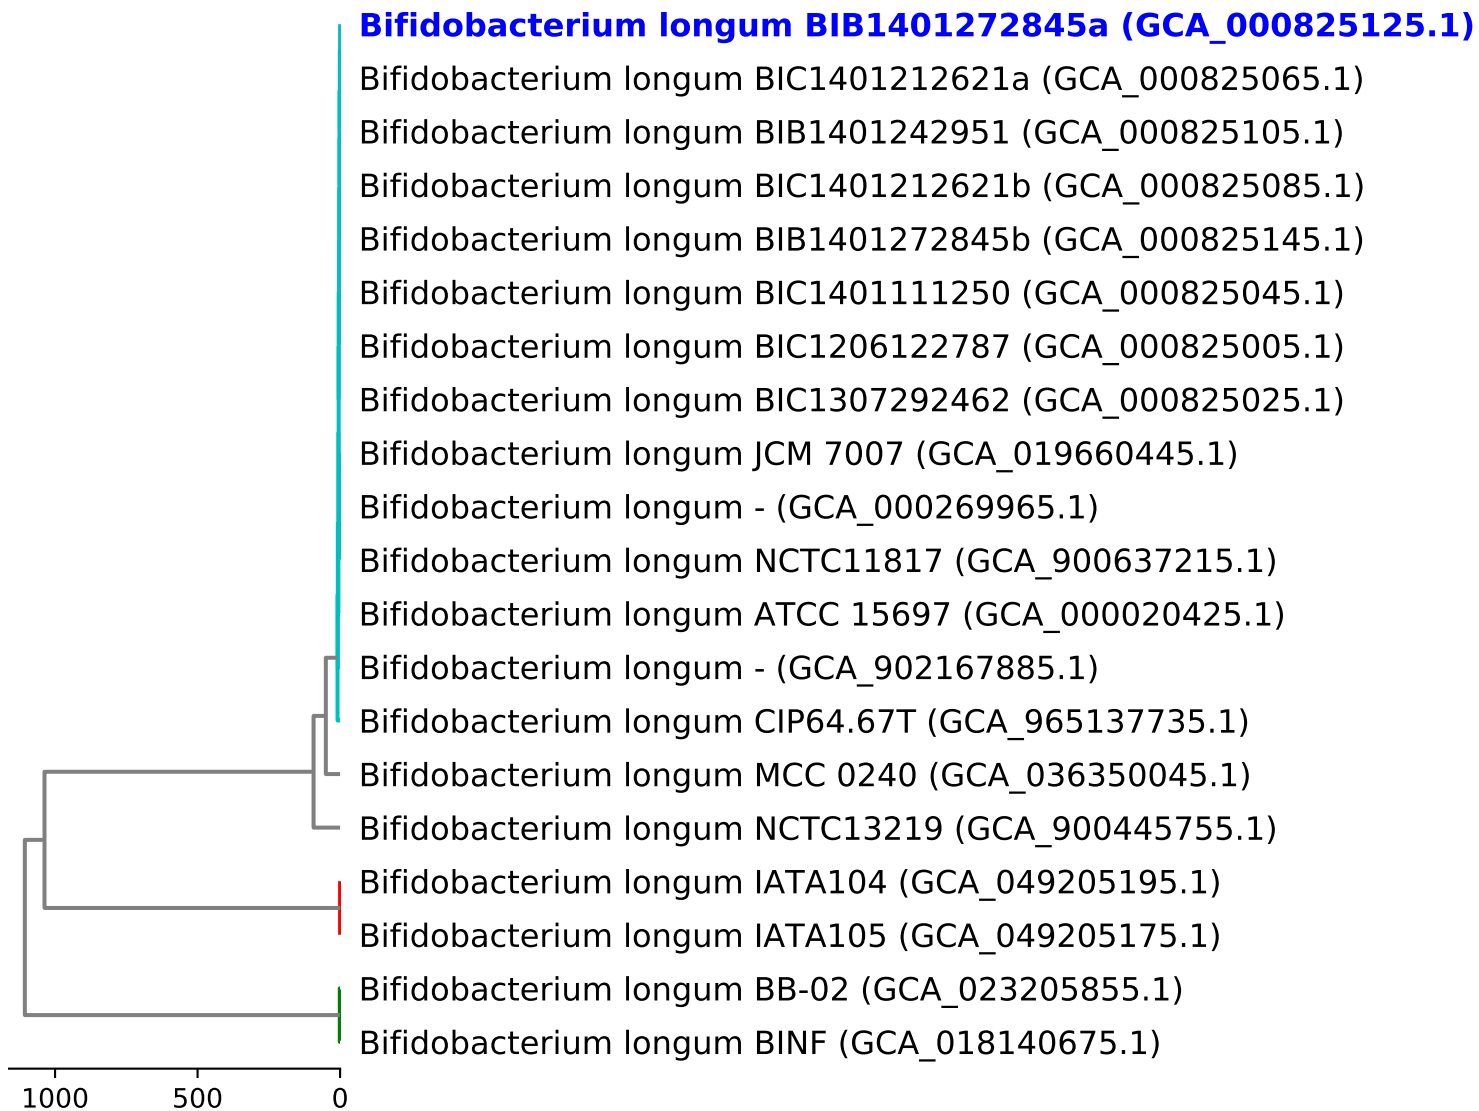 Bifidobacterium longum BIB1401272845a (GCA_000825125.1)
Bifidobacterium longum BIC1401212621a (GCA_000825065.1)
Bifidobacterium longum BIB1401242951 (GCA_000825105.1)
Bifidobacterium longum BIC1401212621b (GCA_000825085.1)
Bifidobacterium longum BIB1401272845b (GCA_000825145.1)
Bifidobacterium longum BIC1401111250 (GCA_000825045.1)
Bifidobacterium longum BIC1206122787 (GCA_000825005.1)
Bifidobacterium longum BIC1307292462 (GCA_000825025.1)
Bifidobacterium longum JCM 7007 (GCA_019660445.1)
Bifidobacterium longum - (GCA_000269965.1)
Bifidobacterium longum NCTC11817 (GCA_900637215.1)
Bifidobacterium longum ATCC 15697 (GCA_000020425.1)
Bifidobacterium longum - (GCA_902167885.1)
Bifidobacterium longum CIP64.67T (GCA_965137735.1)
Bifidobacterium longum MCC 0240 (GCA_036350045.1)
Bifidobacterium longum NCTC13219 (GCA_900445755.1)
Bifidobacterium longum IATA104 (GCA_049205195.1)
Bifidobacterium longum IATA105 (GCA_049205175.1)
Bifidobacterium longum BB-02 (GCA_023205855.1)
Bifidobacterium longum BINF (GCA_018140675.1)
1000 500 0